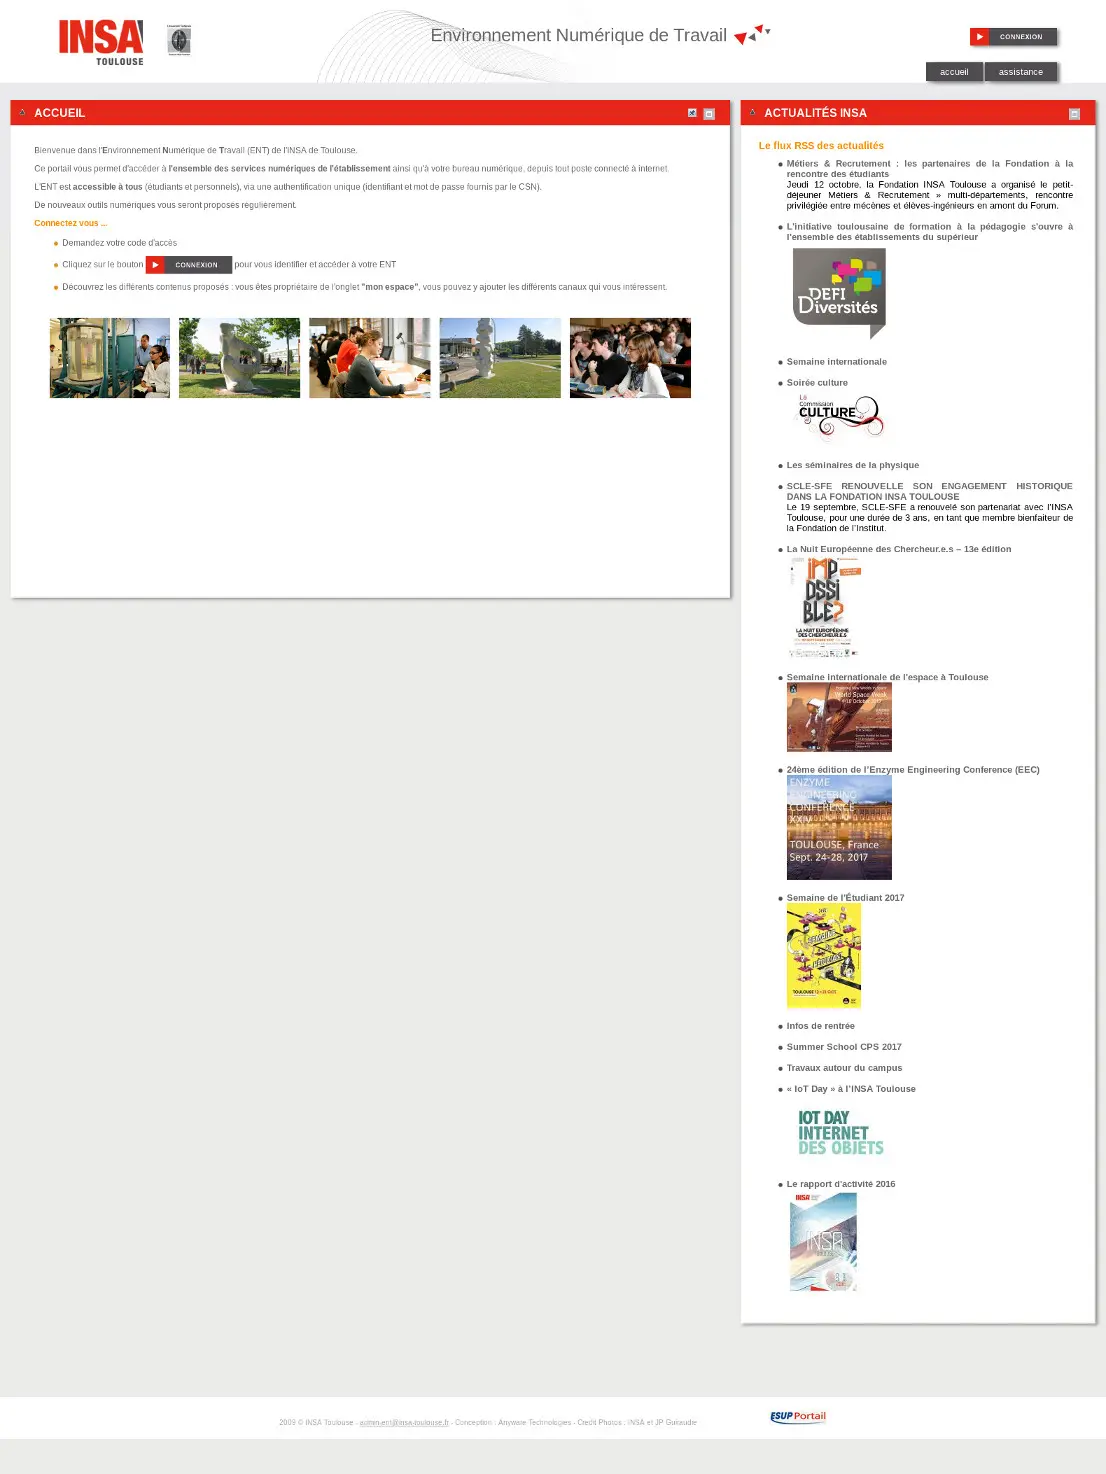 INSA
TOULOUSE
Environnement Numérique de Travail
CONNEXION
accueil
assistance
ACCUEIL
Bienvenue dans l'Environnement Numérique de Travail (ENT) de l'INSA de Toulouse.
Ce portail vous permet d'accéder à l'ensemble des services numériques de l'établissement ainsi qu'à votre bureau numérique, depuis tout poste connecté à internet.
L'ENT est accessible à tous (étudiants et personnels), via une authentification unique (identifiant et mot de passe fournis par le CSN).
De nouveaux outils numériques vous seront proposés régulièrement.
Connectez vous ...
Demandez votre code d'accès
Cliquez sur le bouton CONNEXION pour vous identifier et accéder à votre ENT
Découvrez les différents contenus proposés : vous êtes propriétaire de l'onglet "mon espace", vous pouvez y ajouter les différents canaux qui vous intéressent.
ACTUALITÉS INSA
Le flux RSS des actualités
Métiers & Recrutement : les partenaires de la Fondation à la
rencontre des étudiants
Jeudi 12 octobre, la Fondation INSA Toulouse a organisé le petit-
déjeuner Métiers & Recrutement » multi-départements, rencontre
privilégiée entre mécènes et élèves-ingénieurs en amont du Forum.
L'initiative toulousaine de formation à la pédagogie s'ouvre à
l'ensemble des établissements du supérieur
DÉFI
Diversités
Semaine internationale
Soirée culture
La
Commission
CULTURE
Les séminaires de la physique
SCLE-SFE RENOUVELLE SON ENGAGEMENT HISTORIQUE
DANS LA FONDATION INSA TOULOUSE
Le 19 septembre, SCLE-SFE a renouvelé son partenariat avec l'INSA
Toulouse, pour une durée de 3 ans, en tant que membre bienfaiteur de
la Fondation de l'Institut.
La Nuit Européenne des Chercheur.e.s – 13e édition
IMP
OSSI
BLE?
LA NUIT EUROPÉENNE
DES CHERCHEUR.E.S
Semaine internationale de l'espace à Toulouse
World Space Week
4-10 October 2017
24ème édition de l'Enzyme Engineering Conference (EEC)
ENZYME
ENGINEERING
CONFERENCE
XXIV
TOULOUSE, France
Sept. 24-28, 2017
Semaine de l'Étudiant 2017
SEMAINE
DE
L'ÉTUDIANT
Infos de rentrée
Summer School CPS 2017
Travaux autour du campus
« IoT Day » à l'INSA Toulouse
IOT DAY
INTERNET
DES OBJETS
Le rapport d'activité 2016
INSA
INSA
2009 © INSA Toulouse - admin-ent@insa-toulouse.fr - Conception : Anyware Technologies - Crédit Photos : INSA et JP Guiraudie
ESUP Portail